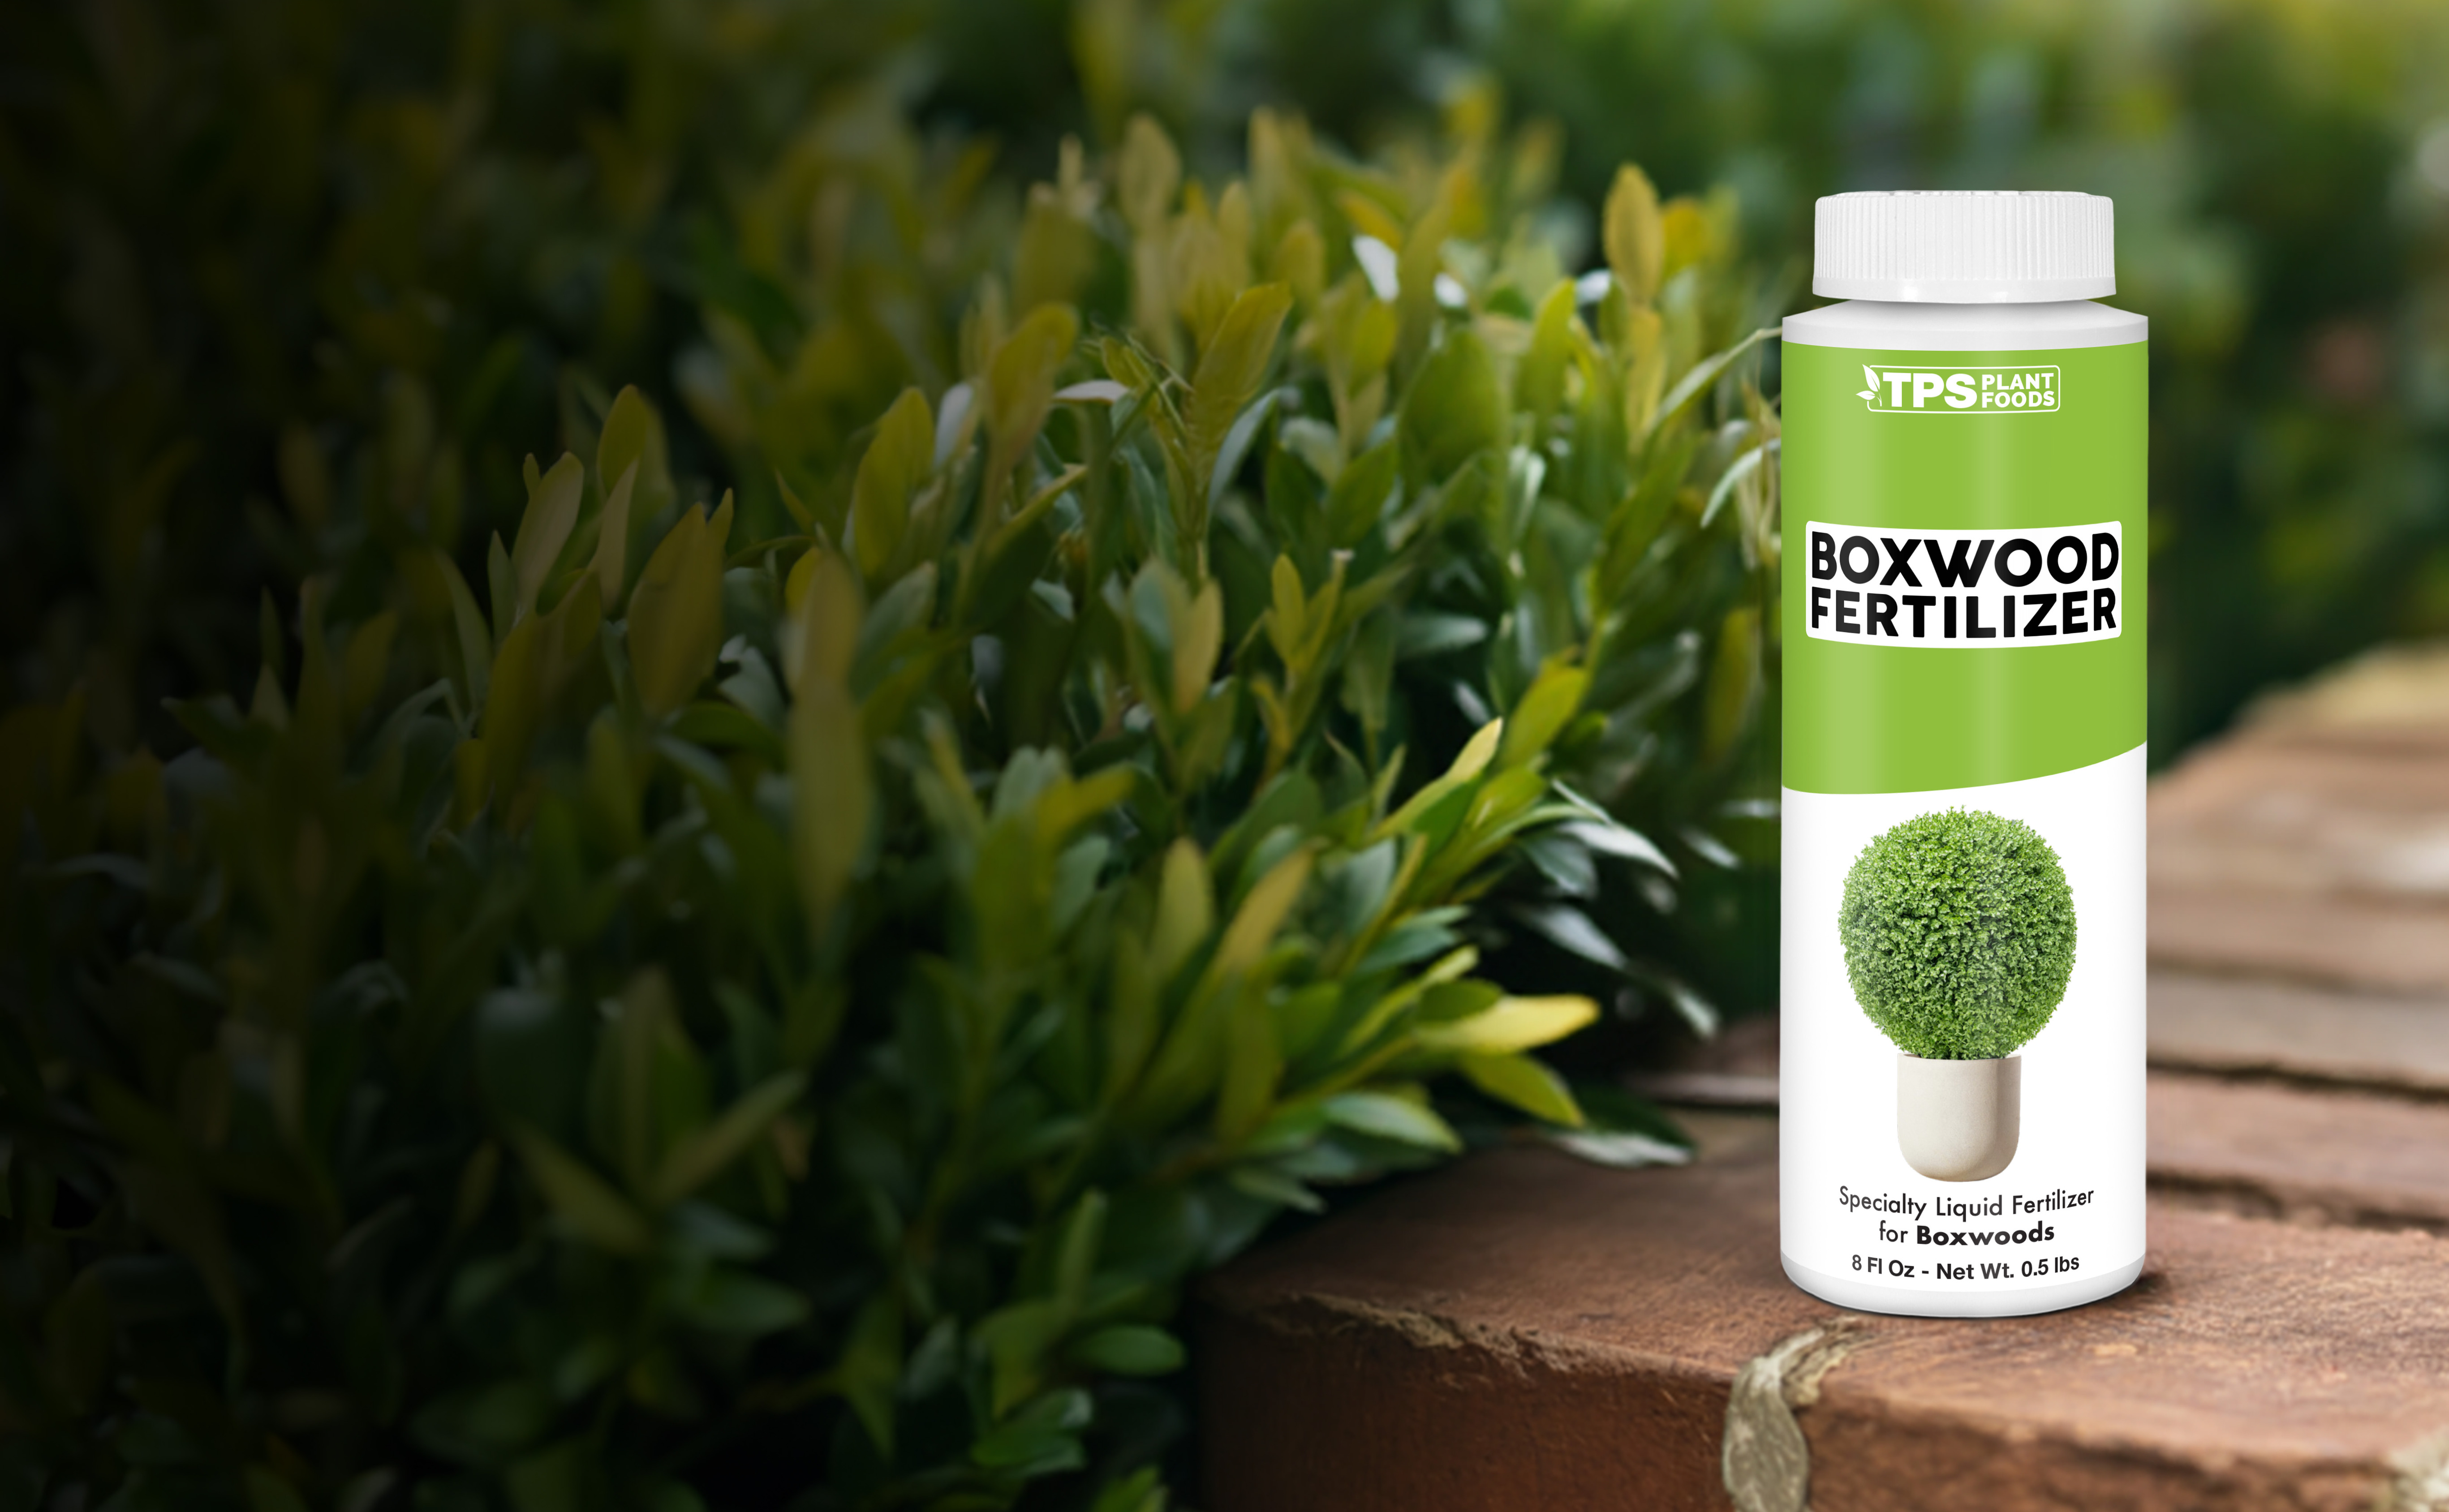 TPS PLANT FOODS
BOXWOOD
FERTILIZER
Specialty Liquid Fertilizer
for Boxwoods
8 Fl Oz - Net Wt. 0.5 lbs